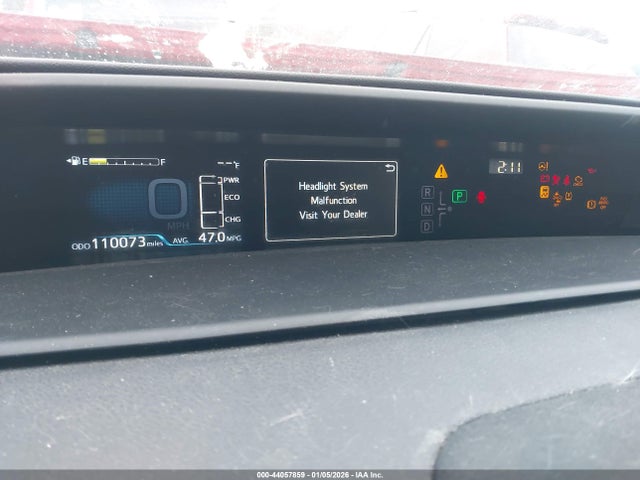 E F
--°F
PWR
ECO
CHG
0
MPH
ODO 110073 miles AVG. 47.0 MPG
Headlight System
Malfunction
Visit Your Dealer
R
N
D
P
2:11
000-44057859 | 01/05/2026 | IAA Inc.